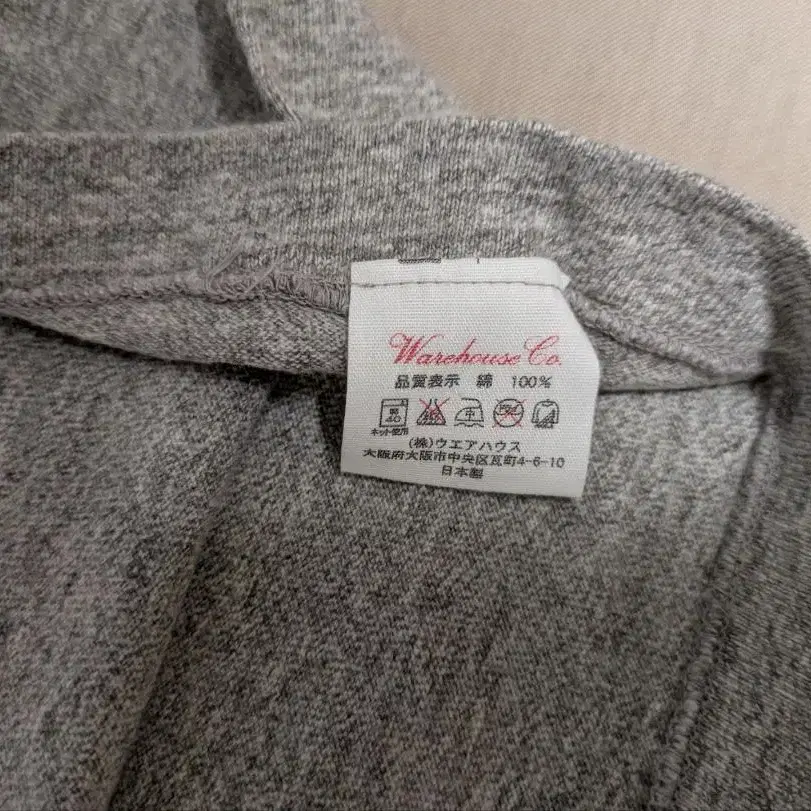 Warehouse Co.
品質表示 綿 100%
中
ネット使用
(株)ウエアハウス
大阪府大阪市中央区瓦町4-6-10
日本製